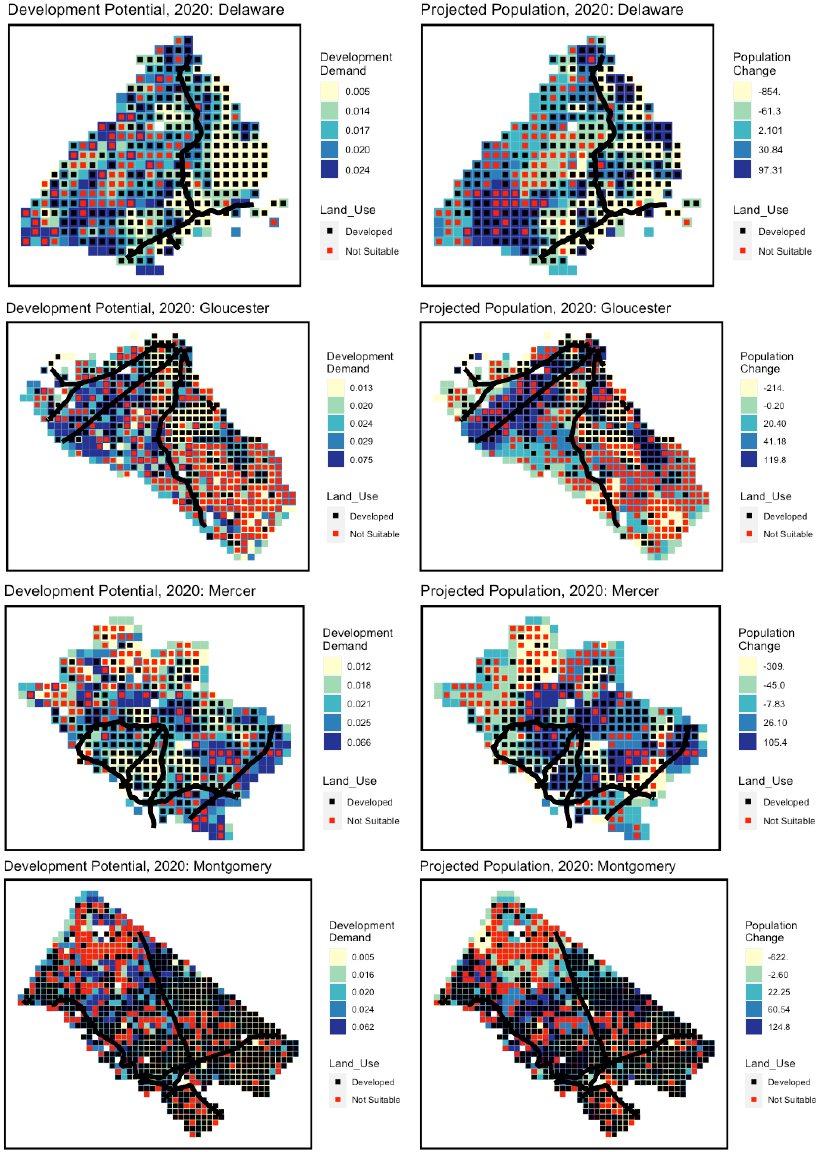 Development Potential, 2020: Delaware
Development
Demand
0.005
0.014
0.017
0.020
0.024
Land_Use
Developed
Not Suitable
Projected Population, 2020: Delaware
Population
Change
-854.
-61.3
2.101
30.84
97.31
Land_Use
Developed
Not Suitable
Development Potential, 2020: Gloucester
Development
Demand
0.013
0.020
0.024
0.029
0.075
Land_Use
Developed
Not Suitable
Projected Population, 2020: Gloucester
Population
Change
-214.
-0.20
20.40
41.18
119.8
Land_Use
Developed
Not Suitable
Development Potential, 2020: Mercer
Development
Demand
0.012
0.018
0.021
0.025
0.066
Land_Use
Developed
Not Suitable
Projected Population, 2020: Mercer
Population
Change
-309.
-45.0
-7.83
26.10
105.4
Land_Use
Developed
Not Suitable
Development Potential, 2020: Montgomery
Development
Demand
0.005
0.016
0.020
0.024
0.062
Land_Use
Developed
Not Suitable
Projected Population, 2020: Montgomery
Population
Change
-622.
-2.60
22.25
60.54
124.8
Land_Use
Developed
Not Suitable